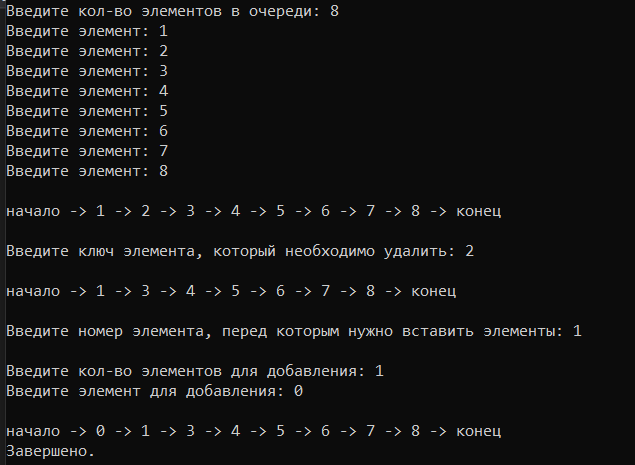 Введите кол-во элементов в очереди: 8
Введите элемент: 1
Введите элемент: 2
Введите элемент: 3
Введите элемент: 4
Введите элемент: 5
Введите элемент: 6
Введите элемент: 7
Введите элемент: 8
начало -> 1 -> 2 -> 3 -> 4 -> 5 -> 6 -> 7 -> 8 -> конец
Введите ключ элемента, который необходимо удалить: 2
начало -> 1 -> 3 -> 4 -> 5 -> 6 -> 7 -> 8 -> конец
Введите номер элемента, перед которым нужно вставить элементы: 1
Введите кол-во элементов для добавления: 1
Введите элемент для добавления: 0
начало -> 0 -> 1 -> 3 -> 4 -> 5 -> 6 -> 7 -> 8 -> конец
Завершено.